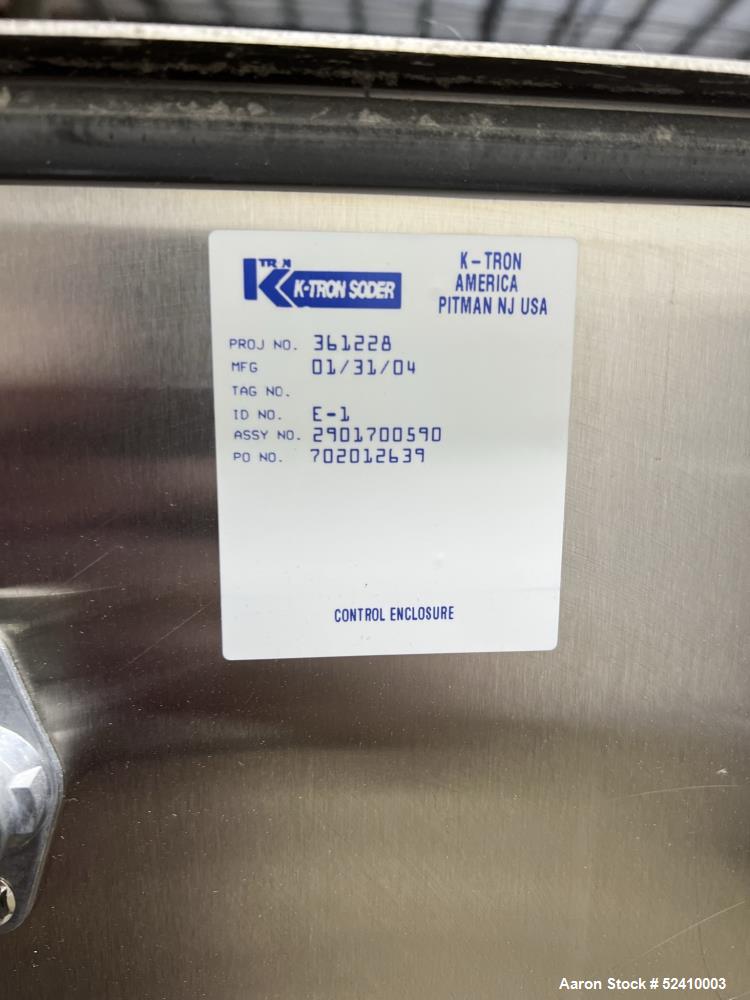 K-TRON
K-TRON SODER
K-TRON
AMERICA
PITMAN NJ USA
PROJ NO. 361228
MFG 01/31/04
TAG NO.
ID NO. E-1
ASSY NO. 2901700590
PO NO. 702012639
CONTROL ENCLOSURE
Aaron Stock # 52410003